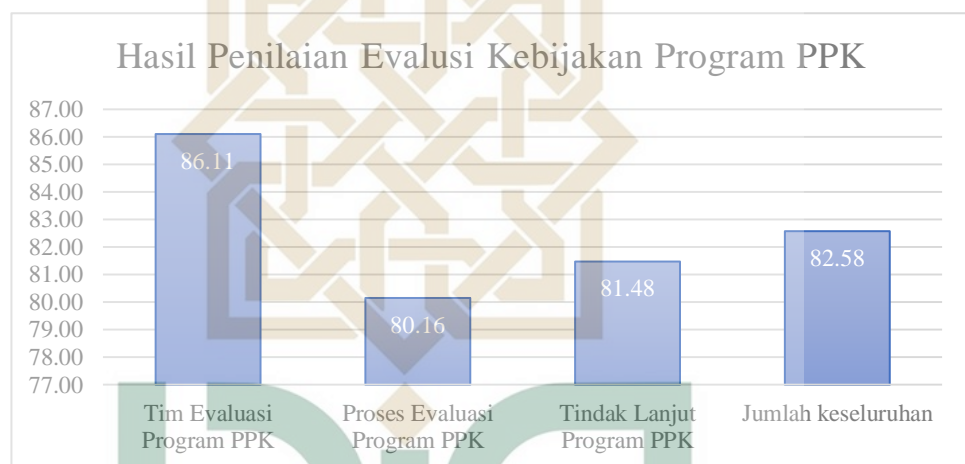 Hasil Penilaian Evalusi Kebijakan Program PPK
87.00
86.00
85.00
84.00
83.00
82.00
81.00
80.00
79.00
78.00
77.00
86.11
80.16
81.48
82.58
Tim Evaluasi
Program PPK
Proses Evaluasi
Program PPK
Tindak Lanjut
Program PPK
Jumlah keseluruhan